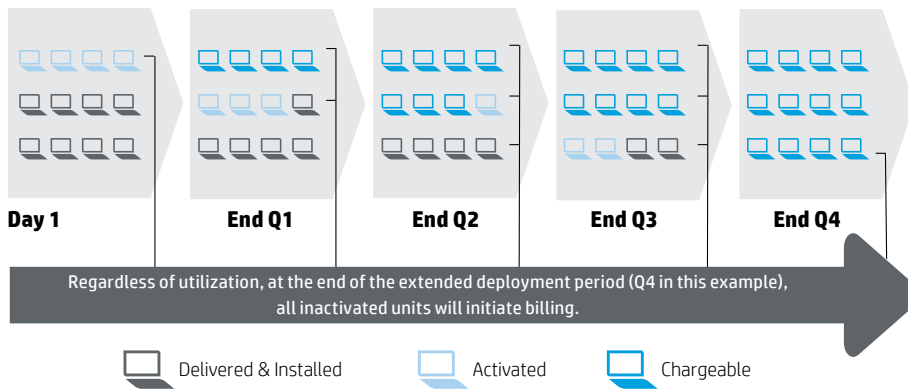 Day 1
End Q1
End Q2
End Q3
End Q4
Regardless of utilization, at the end of the extended deployment period (Q4 in this example),
all inactivated units will initiate billing.
Delivered & Installed
Activated
Chargeable